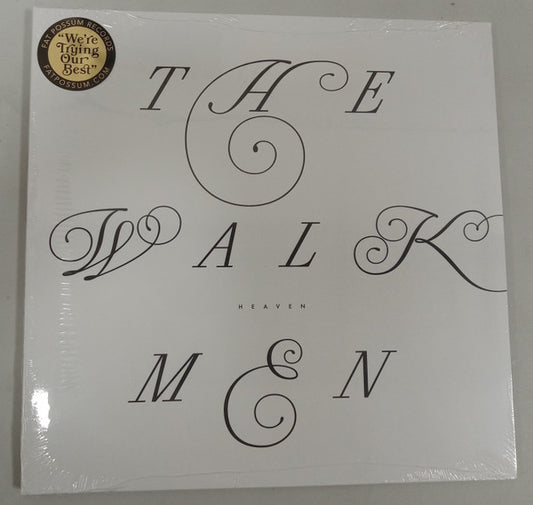 FAT POSSUM RECORDS
"We're
Trying
Our
Best"
FATPOSSUM.COM
THE
WALK
HEAVEN
MEN